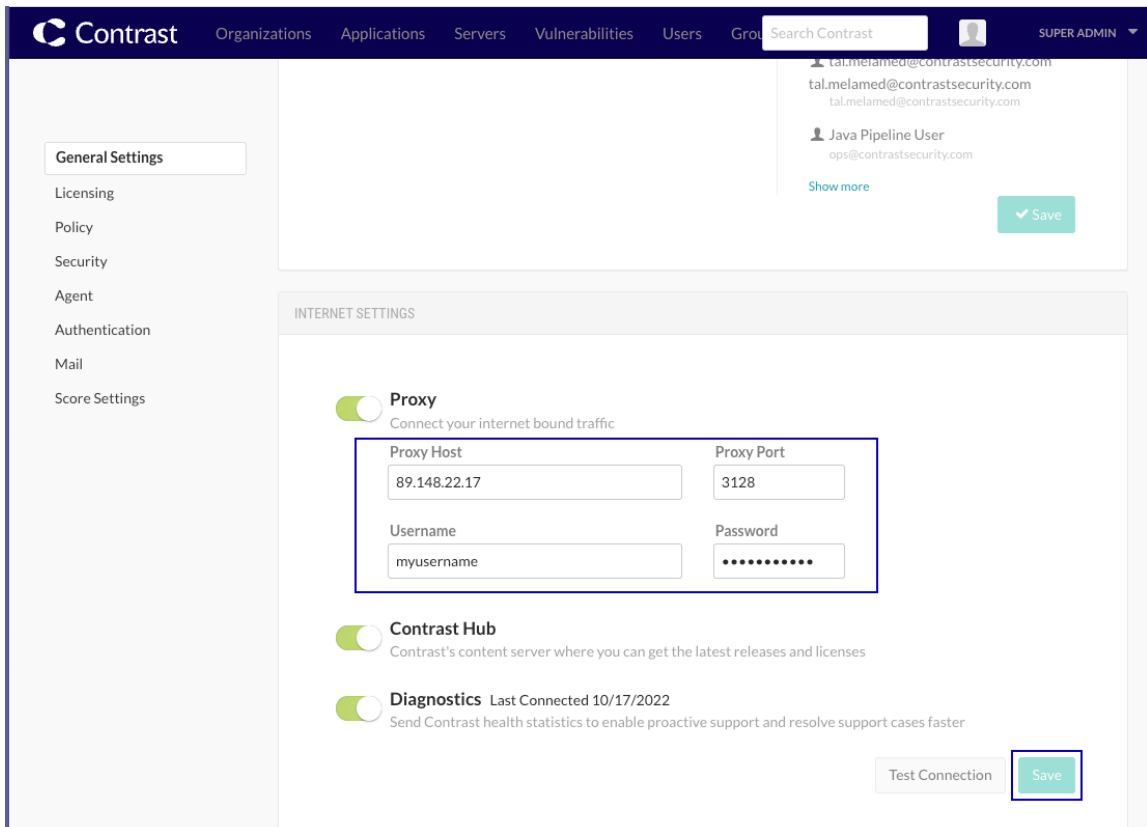 Contrast
Organizations
Applications
Servers
Vulnerabilities
Users
Grou
Search Contrast
SUPER ADMIN
tal.melamed@contrastsecurity.com
tal.melamed@contrastsecurity.com
tal.melamed@contrastsecurity.com
Java Pipeline User
ops@contrastsecurity.com
Show more
Save
General Settings
Licensing
Policy
Security
Agent
Authentication
Mail
Score Settings
INTERNET SETTINGS
Proxy
Connect your internet bound traffic
Proxy Host
Proxy Port
89.148.22.17
3128
Username
Password
myusername
•••••••••••
Contrast Hub
Contrast's content server where you can get the latest releases and licenses
Diagnostics Last Connected 10/17/2022
Send Contrast health statistics to enable proactive support and resolve support cases faster
Test Connection
Save